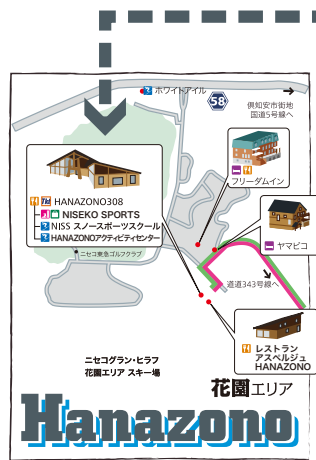 ホワイトアイル
58
倶知安市街地
国道5号線へ
フリーダムイン
HANAZONO308
NISEKO SPORTS
NISS スノースポーツスクール
HANAZONOアクティビティセンター
ヤマビコ
ニセコ東急ゴルフクラブ
道道343号線へ
レストラン
アスペルジュ
HANAZONO
ニセコグラン・ヒラフ
花園エリア スキー場
花園エリア
Hanazono